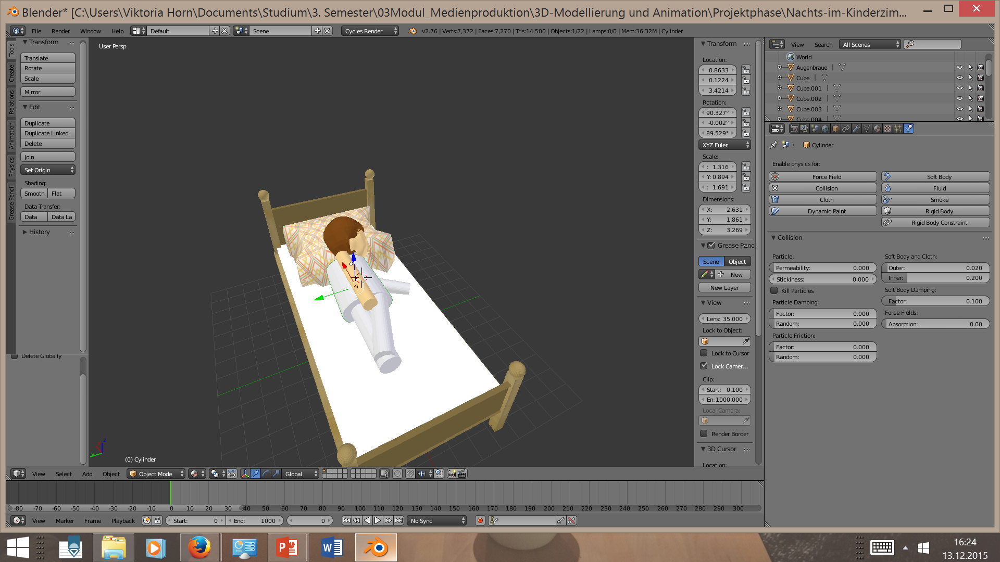 Blender* [C:\Users\Viktoria Horn\Documents\Studium\3. Semester\03Modul_Medienproduktion\3D-Modellierung und Animation\Projektphase\Nachts-im-Kinderzim...
File Render Window Help Default Scene Cycles Render v2.76 | Verts:7,372 | Faces:7,270 | Tris:14,500 | Objects:1/22 | Lamps:0/0 | Mem:36.32M | Cylinder
Tools
Create
Relations
Animation
Physics
Grease Pencil
Transform
Translate
Rotate
Scale
Mirror
Edit
Duplicate
Duplicate Linked
Delete
Join
Set Origin
Shading:
Smooth Flat
Data Transfer:
Data Data La
History
Delete Globally
User Persp
(0) Cylinder
Transform
Location:
0.8633
0.1224
3.4214
Rotation:
90.327°
-0.002°
89.529°
XYZ Euler
Scale:
: 1.316
Y: 0.894
: 1.691
Dimensions:
X: 2.631
Y: 1.861
Z: 3.269
Grease Penci
Scene Object
New
New Layer
View
Lens: 35.000
Lock to Object:
Lock to Cursor
Lock Camer...
Clip:
Start: 0.100
En: 1000.000
Local Camera:
Render Border
3D Cursor
Location:
View Search All Scenes
World
Augenbraue
Cube
Cube.001
Cube.002
Cube.003
Cube.004
Cylinder
Enable physics for:
Force Field Soft Body
Collision Fluid
Cloth Smoke
Dynamic Paint Rigid Body
Rigid Body Constraint
Collision
Particle: Soft Body and Cloth:
Permeability: 0.000 Outer: 0.020
Stickiness: 0.000 Inner: 0.200
Kill Particles Soft Body Damping:
Particle Damping: Factor: 0.100
Factor: 0.000 Force Fields:
Random: 0.000 Absorption: 0.00
Particle Friction:
Factor: 0.000
Random: 0.000
View Select Add Object Object Mode Global
-80 -70 -60 -50 -40 -30 -20 -10 0 10 20 30 40 50 60 70 80 90 100 110 120 130 140 150 160 170 180 190 200 210 220 230 240 250 260 270 280 290 300
View Marker Frame Playback Start: 0 End: 1000 0 No Sync
16:24
13.12.2015